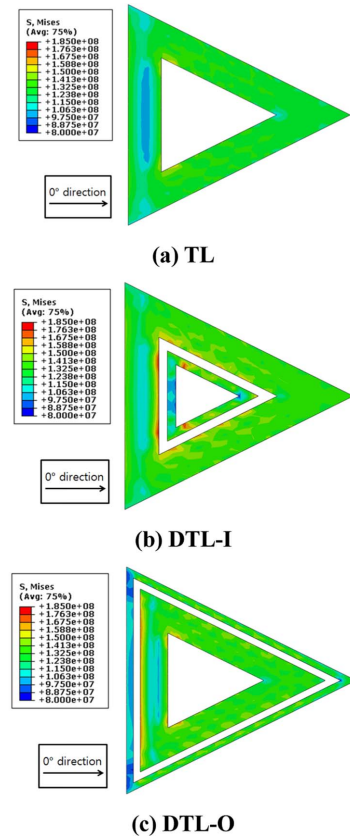 S, Mises
(Avg: 75%)
+1.850e+08
+1.763e+08
+1.675e+08
+1.588e+08
+1.500e+08
+1.413e+08
+1.325e+08
+1.238e+08
+1.150e+08
+1.063e+08
+9.750e+07
+8.875e+07
+8.000e+07
0° direction
(a) TL
S, Mises
(Avg: 75%)
+1.850e+08
+1.763e+08
+1.675e+08
+1.588e+08
+1.500e+08
+1.413e+08
+1.325e+08
+1.238e+08
+1.150e+08
+1.063e+08
+9.750e+07
+8.875e+07
+8.000e+07
0° direction
(b) DTL-I
S, Mises
(Avg: 75%)
+1.850e+08
+1.763e+08
+1.675e+08
+1.588e+08
+1.500e+08
+1.413e+08
+1.325e+08
+1.238e+08
+1.150e+08
+1.063e+08
+9.750e+07
+8.875e+07
+8.000e+07
0° direction
(c) DTL-O